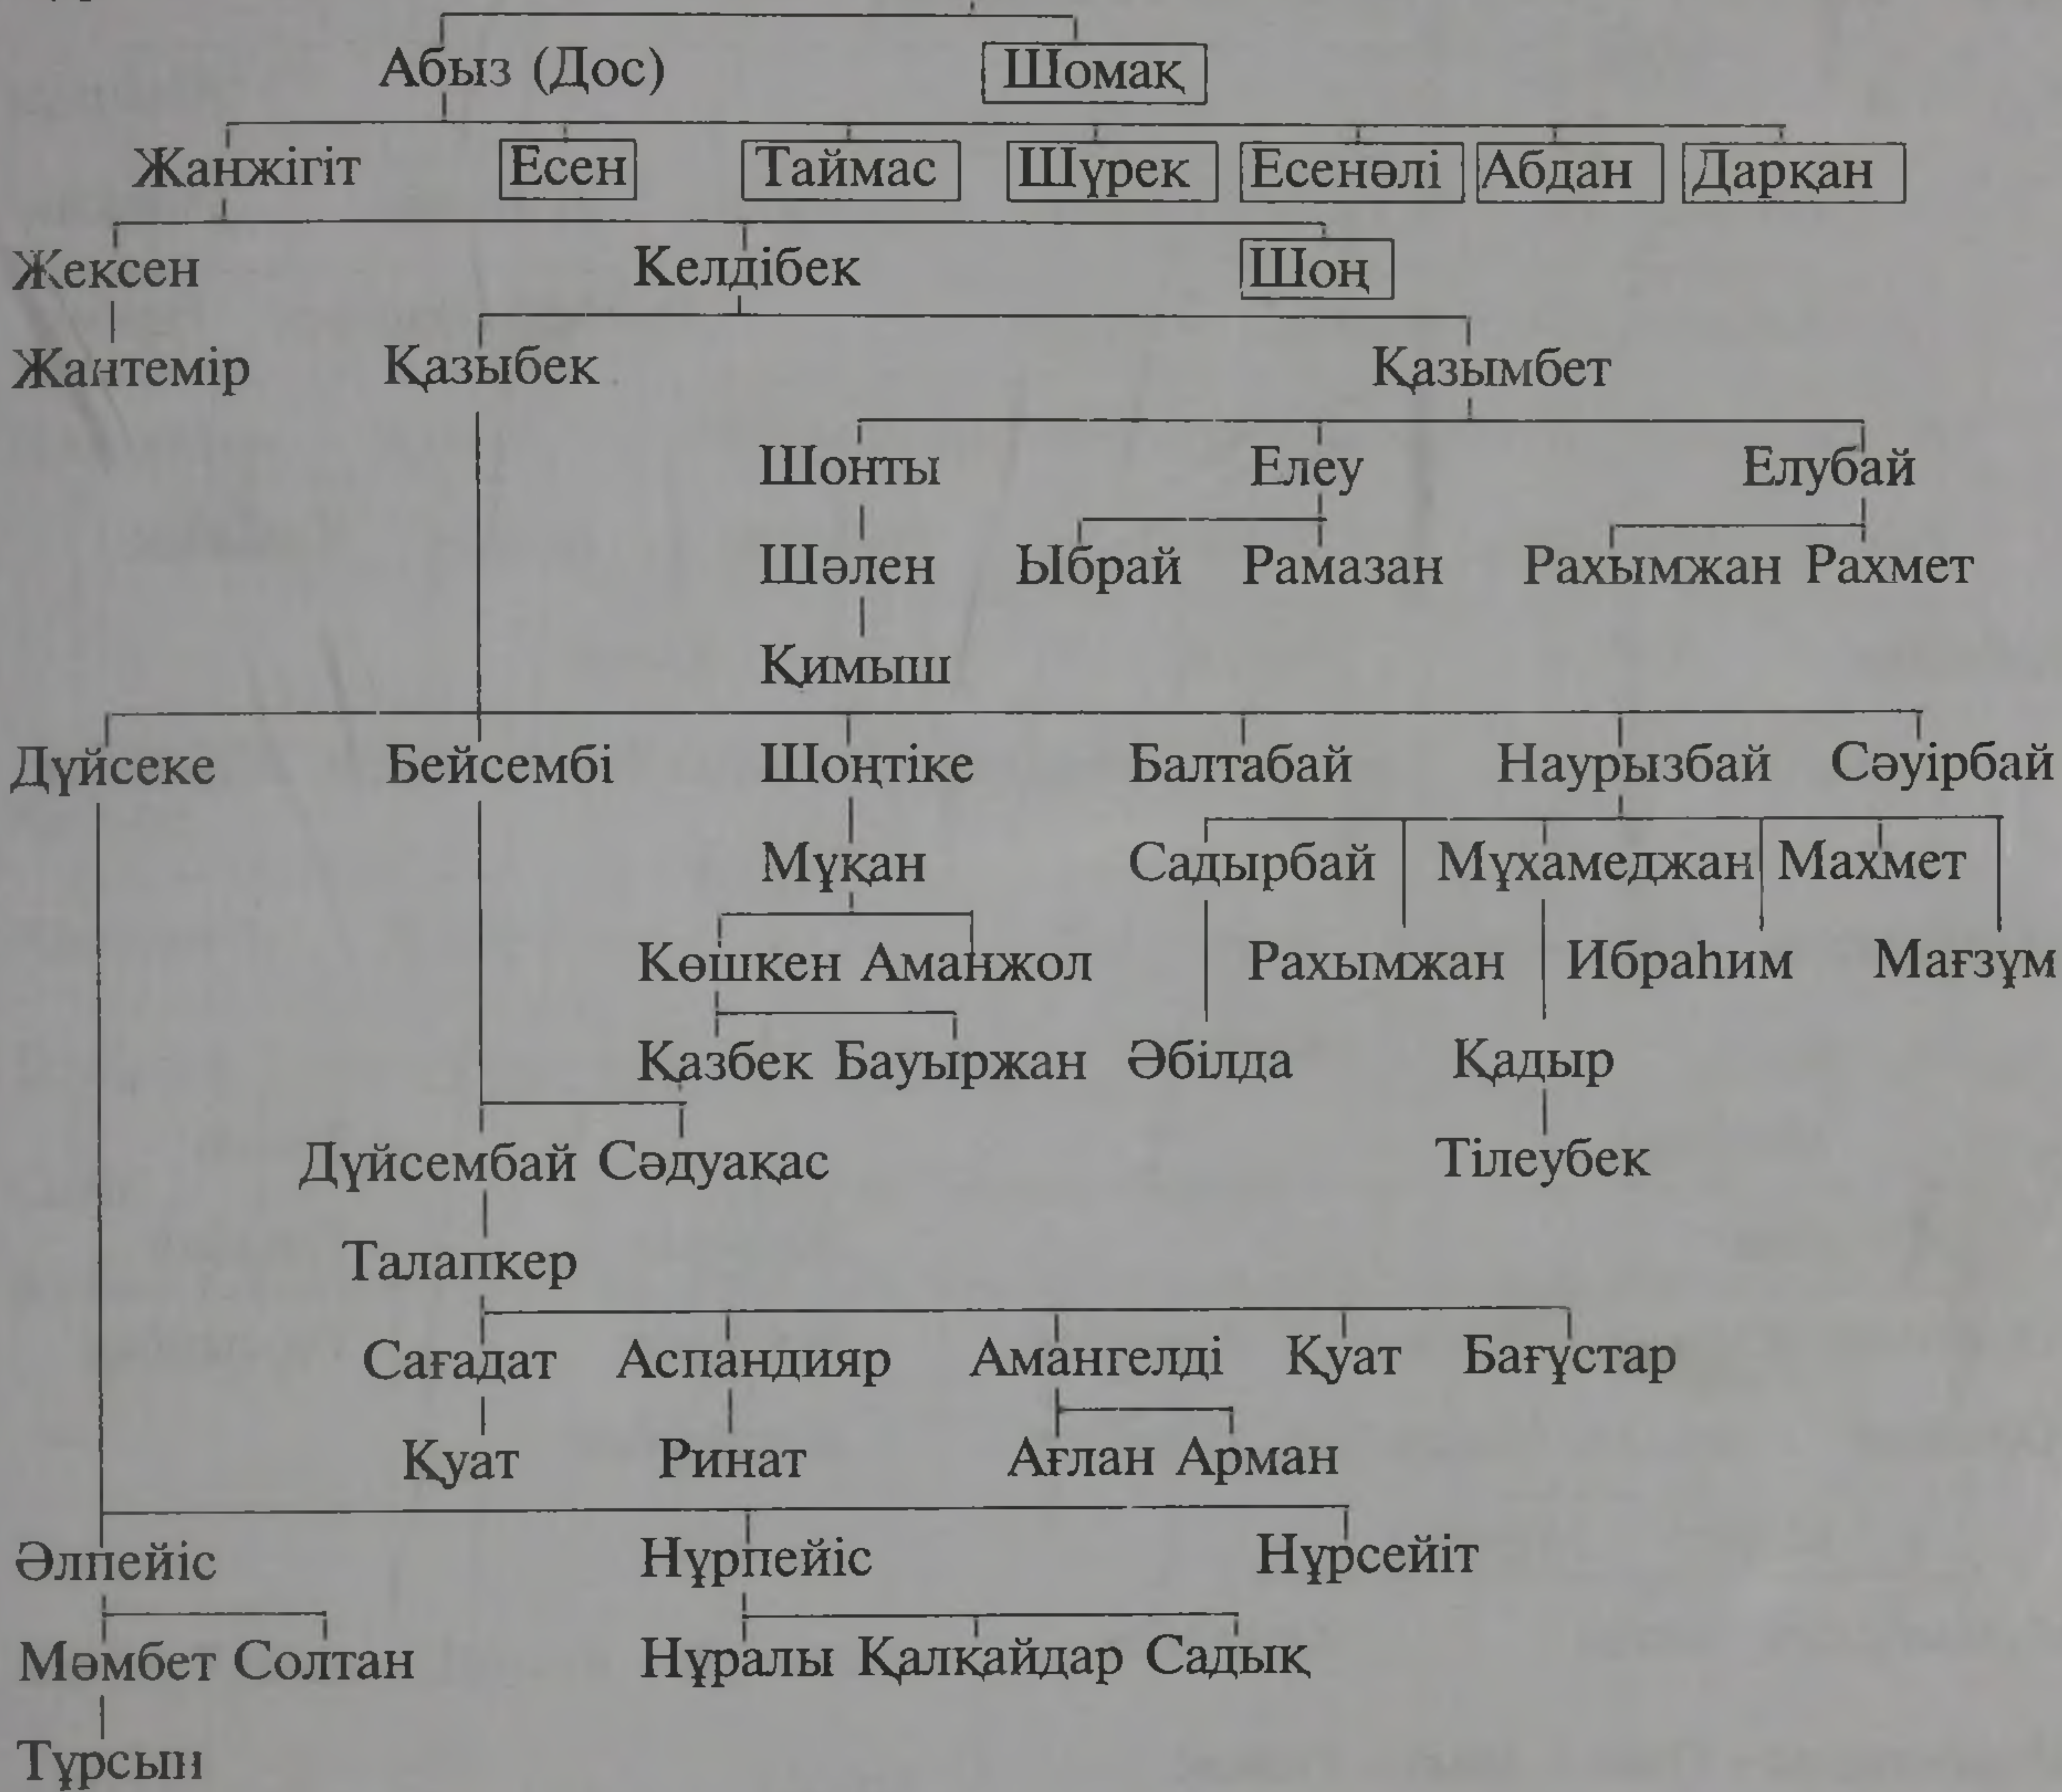 Абыз (Дос) Шомақ
Жанжігіт Есен Таймас Шүрек Есенәлі Абдан Дарқан
Жексен Келдібек Шоң
Жантемір Қазыбек Қазымбет
Шонты Елеу Елубай
Шәлен Ыбрай Рамазан Рахымжан Рахмет
Қимыш
Дүйсеке Бейсембі Шоңтіке Балтабай Наурызбай Сәуірбай
Мұқан Садырбай Мұхамеджан Махмет
Көшкен Аманжол Рахымжан Ибраһим Мағзұм
Қазбек Бауыржан Әбілда Қадыр
Дүйсембай Сәдуақас Тілеубек
Талапкер
Сағадат Аспандияр Амангелді Қуат Бағұстар
Қуат Ринат Ағлан Арман
Әлпейіс Нұрпейіс Нұрсейіт
Мәмбет Солтан Нұралы Қалқайдар Садық
Тұрсын